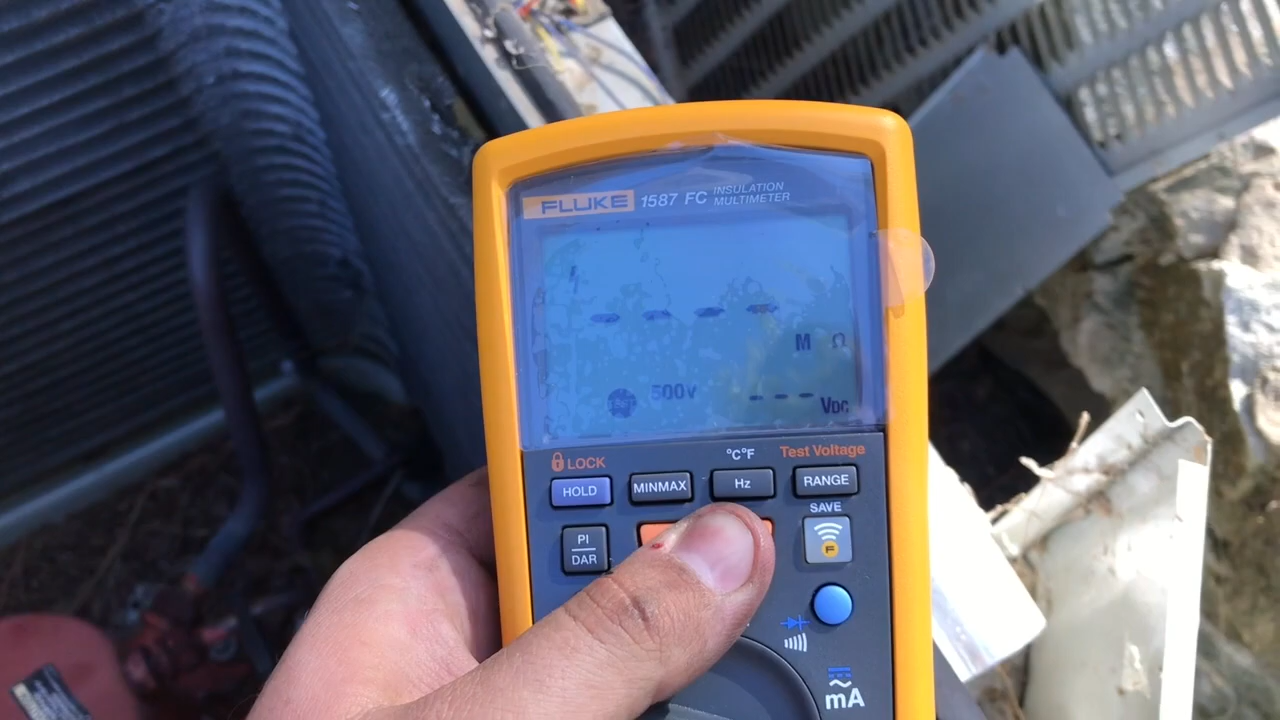 FLUKE 1587 FC INSULATION
MULTIMETER
- - - -
M Ω
500v
- - - VDC
LOCK
°C°F
Test Voltage
HOLD
MINMAX
Hz
RANGE
SAVE
PI
DAR
F
mA